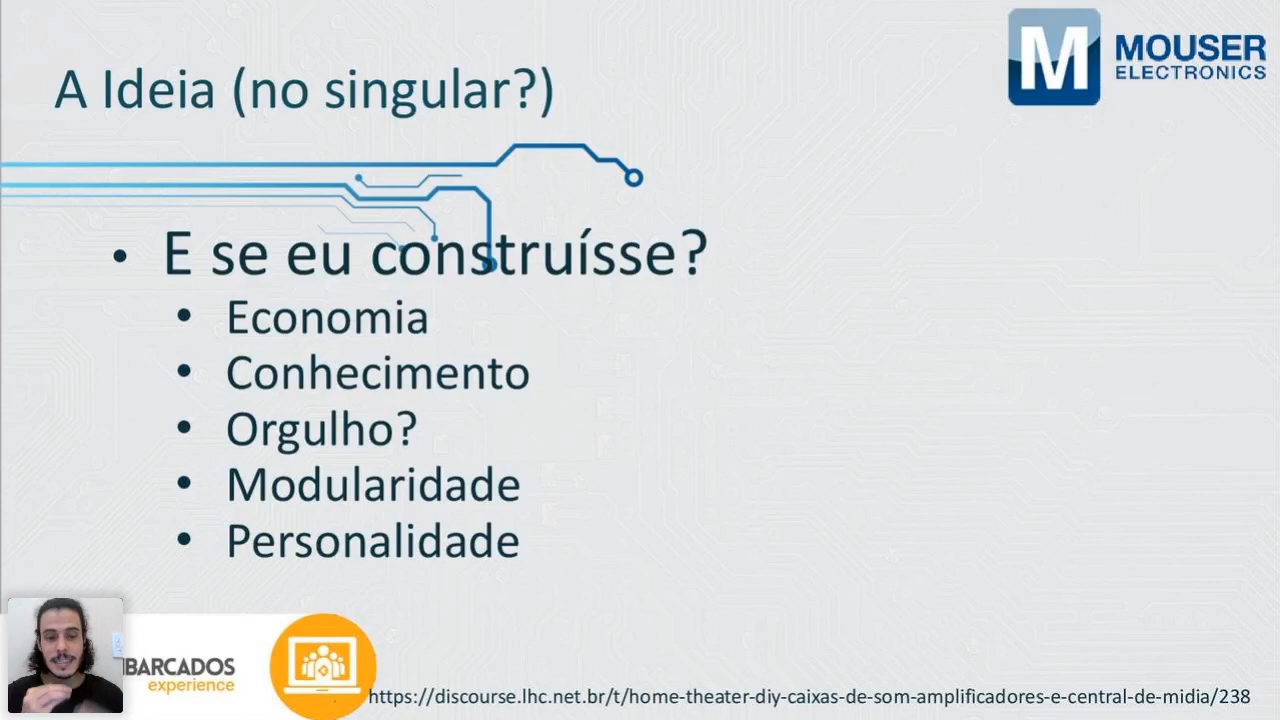 A Ideia (no singular?)
M MOUSER
ELECTRONICS
• E se eu construísse?
• Economia
• Conhecimento
• Orgulho?
• Modularidade
• Personalidade
BARCADOS
experience
https://discourse.lhc.net.br/t/home-theater-diy-caixas-de-som-amplificadores-e-central-de-midia/238